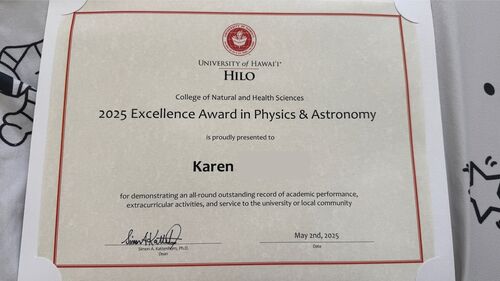 UNIVERSITY of HAWAI'I®
HILO
College of Natural and Health Sciences
2025 Excellence Award in Physics & Astronomy
is proudly presented to
Karen
for demonstrating an all-round outstanding record of academic performance,
extracurricular activities, and service to the university or local community
May 2nd, 2025
Simon A. Kattenhorn, Ph.D.
Date
Dean